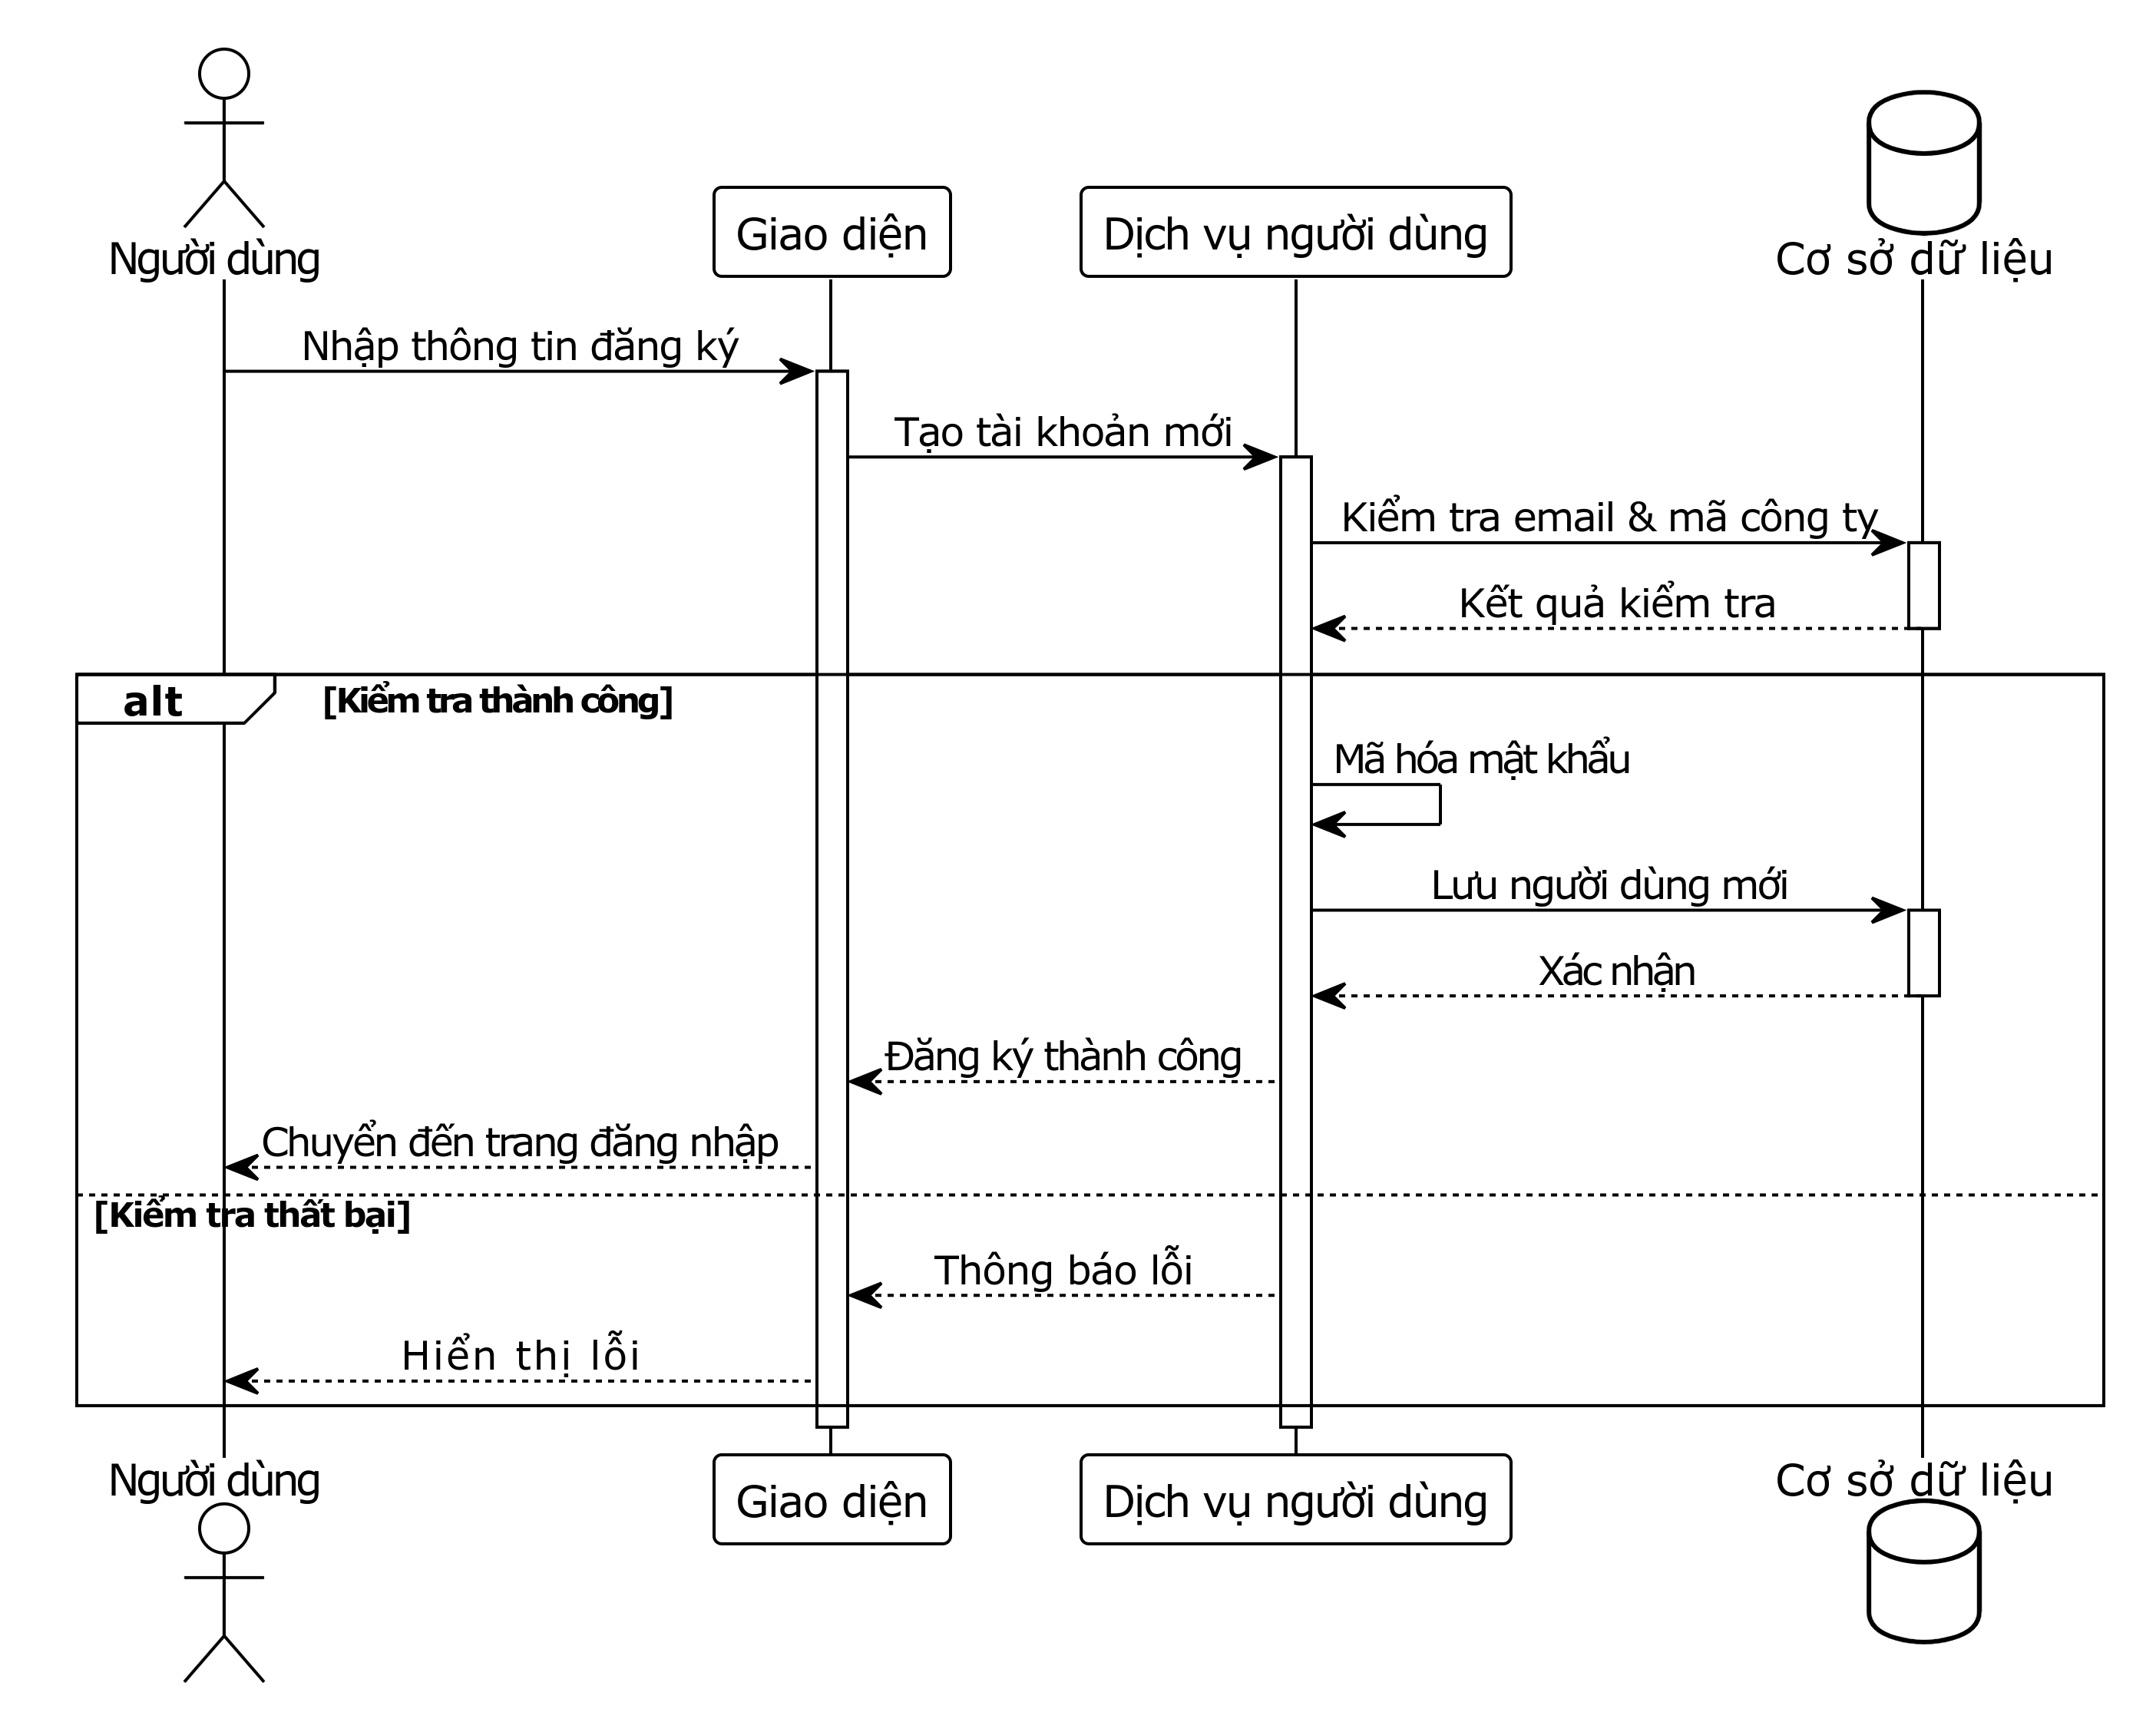 Người dùng
Giao diện
Dịch vụ người dùng
Cơ sở dữ liệu
Nhập thông tin đăng ký
Tạo tài khoản mới
Kiểm tra email & mã công ty
Kết quả kiểm tra
alt
[Kiểm tra thành công]
Mã hóa mật khẩu
Lưu người dùng mới
Xác nhận
Đăng ký thành công
Chuyển đến trang đăng nhập
[Kiểm tra thất bại]
Thông báo lỗi
Hiển thị lỗi
Người dùng
Giao diện
Dịch vụ người dùng
Cơ sở dữ liệu